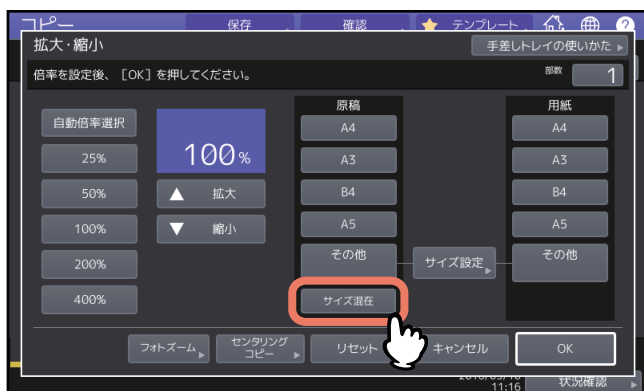 コピー 保存 確認 テンプレート ?
拡大・縮小 手差しトレイの使いかた
倍率を設定後、［OK］を押してください。 部数 1
原稿 用紙
自動倍率選択 A4 A4
25% 100% A3 A3
50% 拡大 B4 B4
100% 縮小 A5 A5
200% その他 サイズ設定 その他
400% サイズ混在
フォトズーム センタリング
コピー リセット キャンセル OK
11:16 状況確認